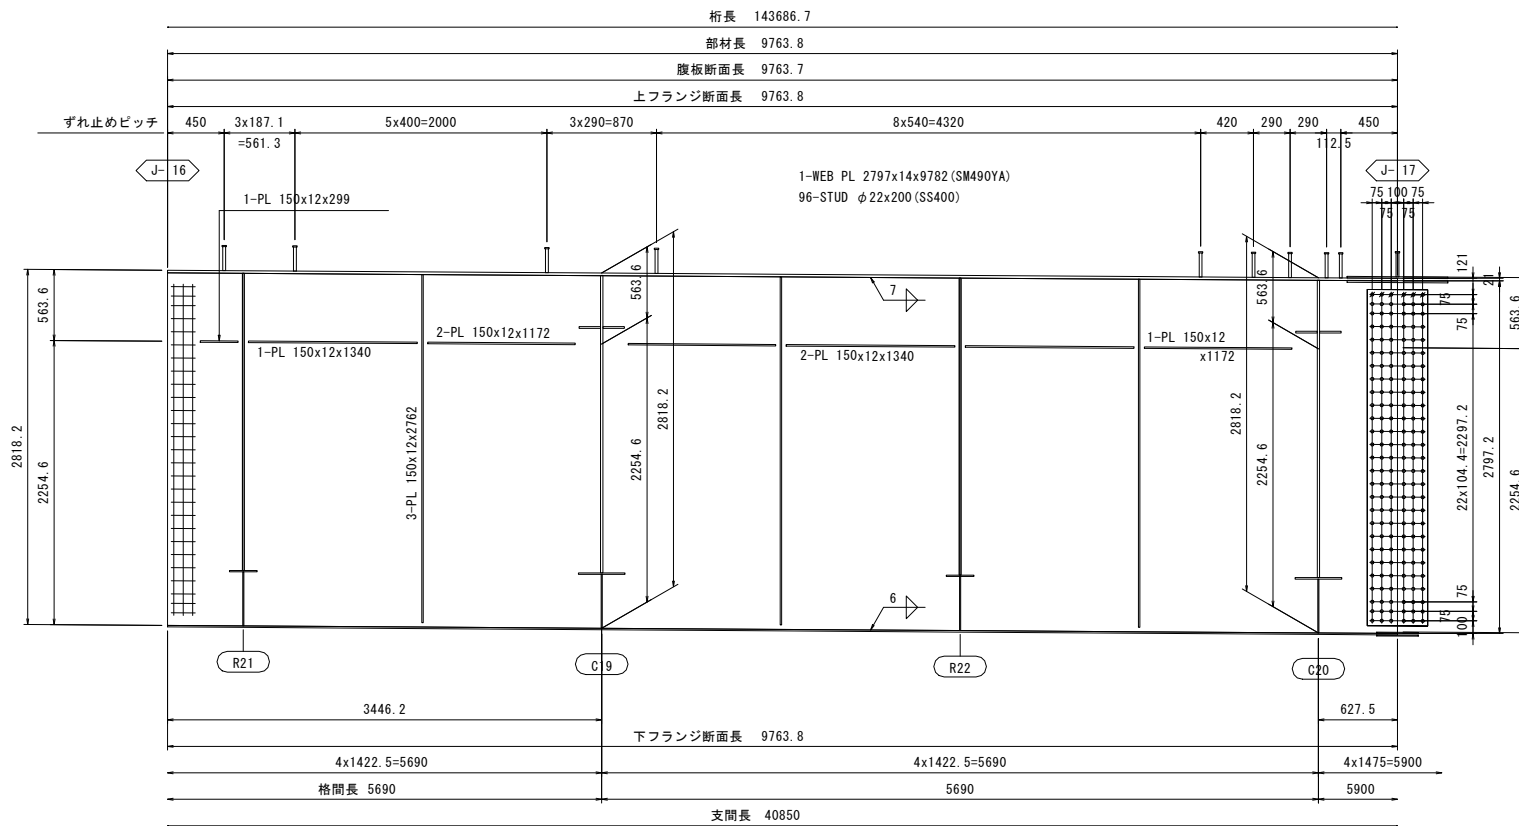 桁長 143686.7
部材長 9763.8
腹板断面長 9763.7
上フランジ断面長 9763.8
ずれ止めピッチ 450 3x187.1 5x400=2000 3x290=870 8x540=4320 420 290 290 450
=561.3 112.5
J- 16 J- 17
1-WEB PL 2797x14x9782(SM490YA)
96-STUD φ22x200(SS400)
1-PL 150x12x299
75 100 75
75 75
121
21
563.6
563.6
563.6
563.6
75
75
7
2-PL 150x12x1172
1-PL 150x12x1340
2-PL 150x12x1340
1-PL 150x12
x1172
2818.2
2254.6
3-PL 150x12x2762
2818.2
2254.6
2818.2
2254.6
22x104.4=2297.2
2797.2
2254.6
6
75
75
100
R21 C19 R22 C20
3446.2 627.5
下フランジ断面長 9763.8
4x1422.5=5690 4x1422.5=5690 4x1475=5900
格間長 5690 5690 5900
支間長 40850